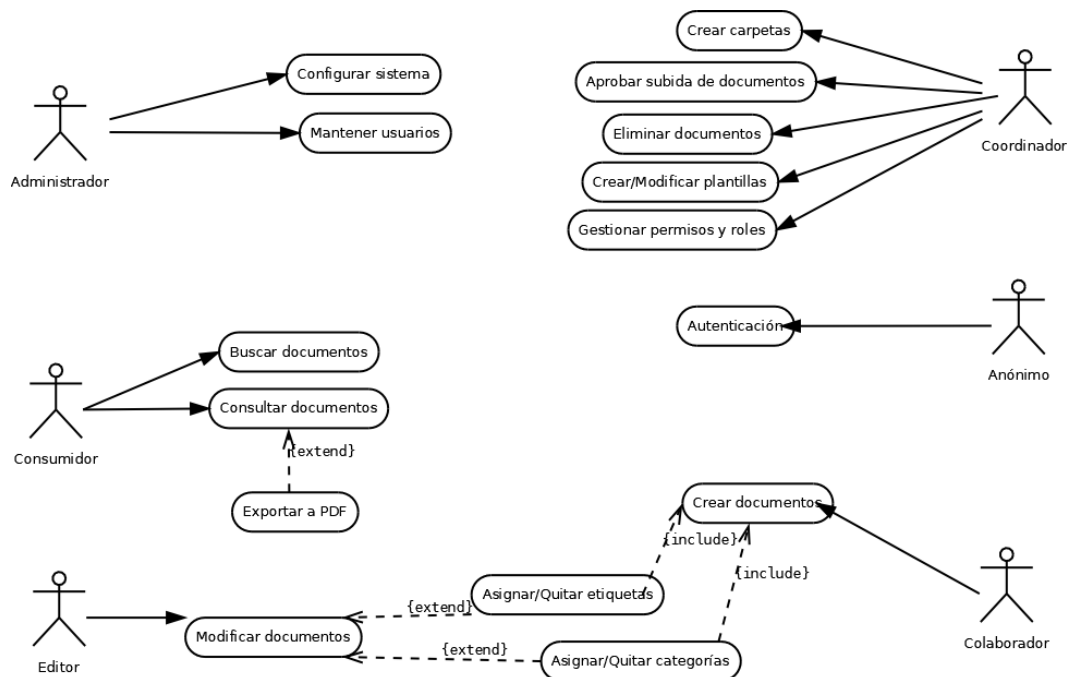 Crear carpetas
Configurar sistema
Aprobar subida de documentos
Mantener usuarios
Eliminar documentos
Coordinador
Administrador
Crear/Modificar plantillas
Gestionar permisos y roles
Autenticación
Buscar documentos
Anónimo
Consultar documentos
{extend}
Consumidor
Exportar a PDF
Crear documentos
{include}
{include}
Asignar/Quitar etiquetas
{extend}
Modificar documentos
Colaborador
{extend}
Editor
Asignar/Quitar categorías